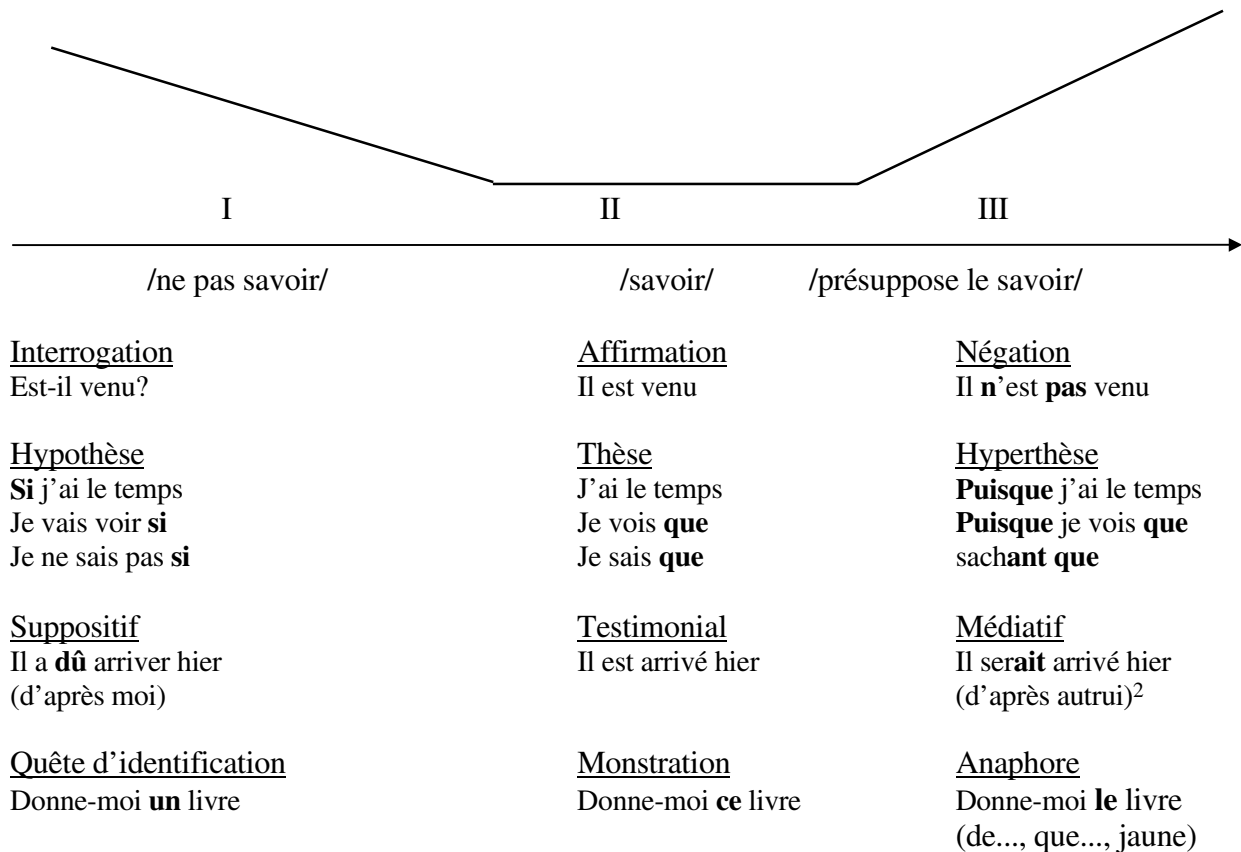 I II III
/ne pas savoir/ /savoir/ /présuppose le savoir/
Interrogation Affirmation Négation
Est-il venu? Il est venu Il n'est pas venu
Hypothèse Thèse Hyperthèse
Si j'ai le temps J'ai le temps Puisque j'ai le temps
Je vais voir si Je vois que Puisque je vois que
Je ne sais pas si Je sais que sachant que
Suppositif Testimonial Médiatif
Il a dû arriver hier Il est arrivé hier Il serait arrivé hier
(d'après moi) (d'après autrui)²
Quête d'identification Monstration Anaphore
Donne-moi un livre Donne-moi ce livre Donne-moi le livre
(de..., que..., jaune)